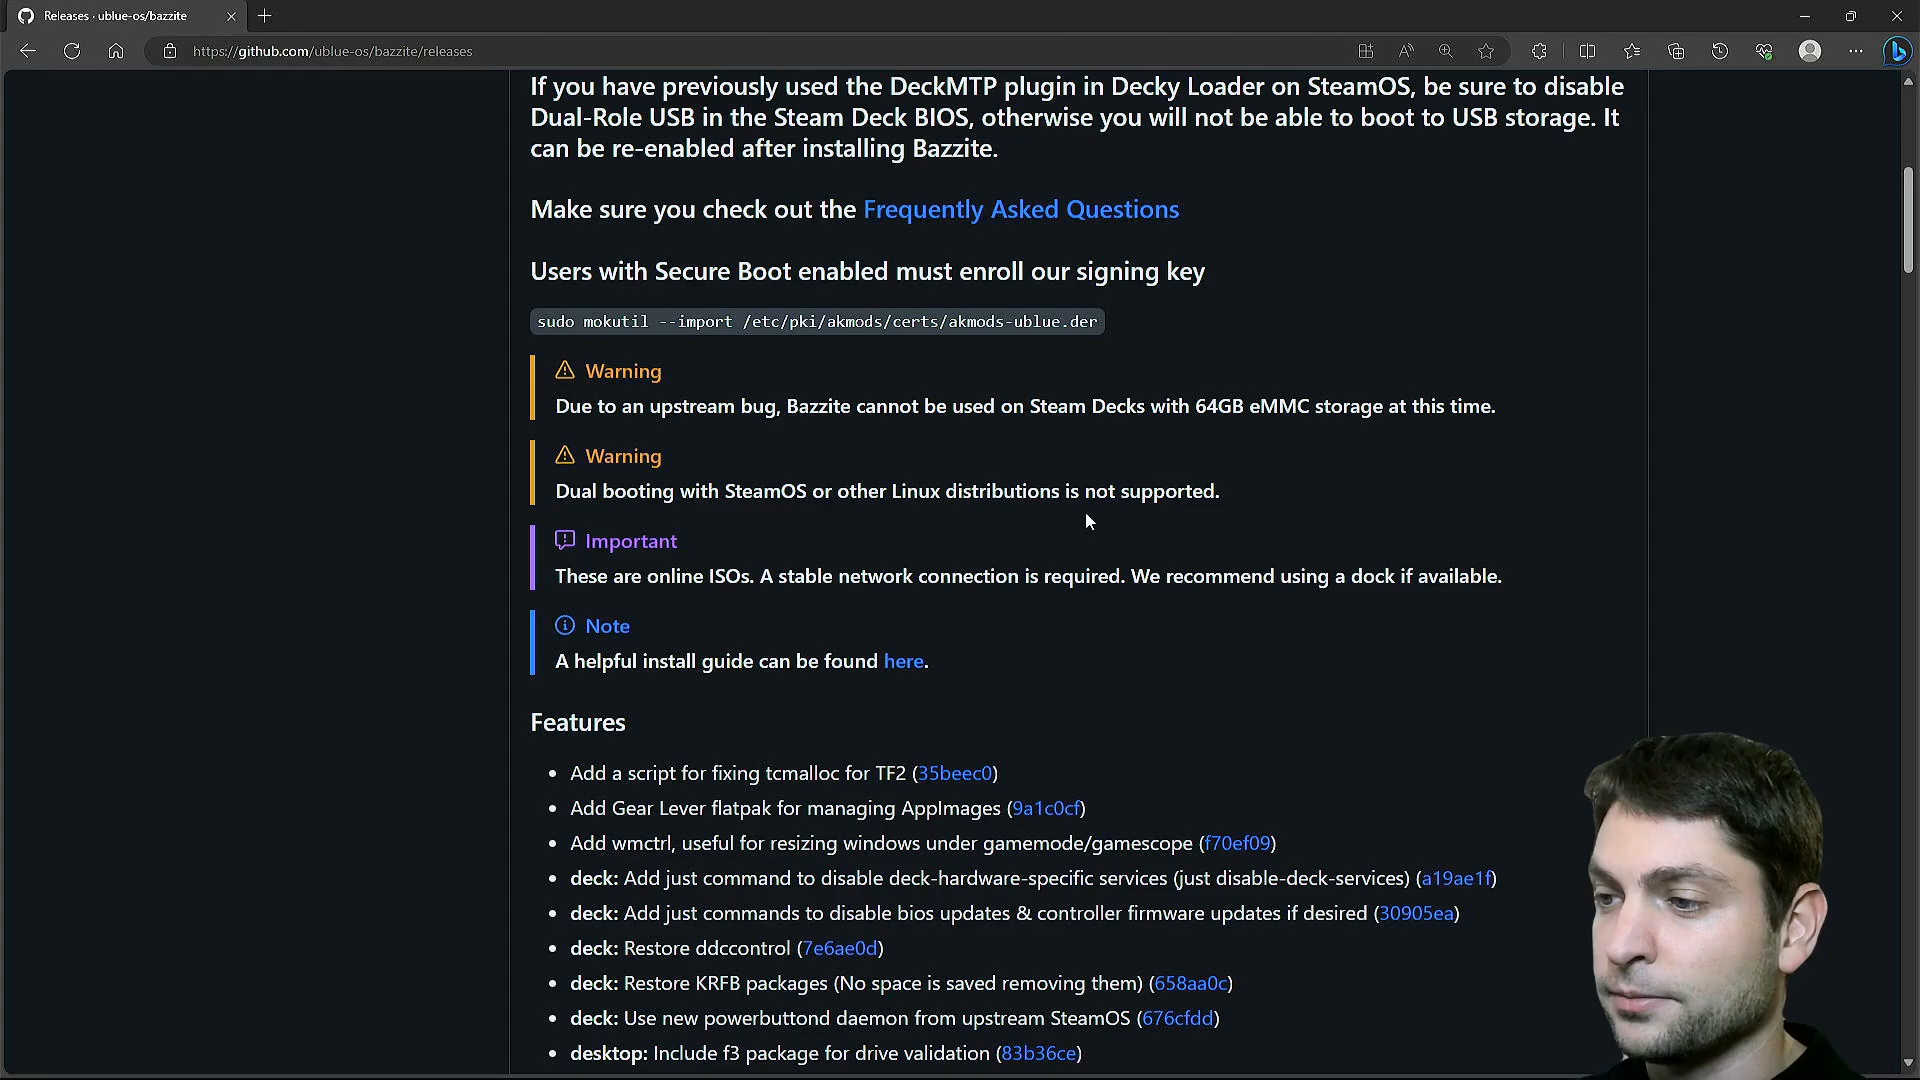 Releases · ublue-os/bazzite
https://github.com/ublue-os/bazzite/releases
If you have previously used the DeckMTP plugin in Decky Loader on SteamOS, be sure to disable
Dual-Role USB in the Steam Deck BIOS, otherwise you will not be able to boot to USB storage. It
can be re-enabled after installing Bazzite.
Make sure you check out the Frequently Asked Questions
Users with Secure Boot enabled must enroll our signing key
sudo mokutil --import /etc/pki/akmods/certs/akmods-ublue.der
Warning
Due to an upstream bug, Bazzite cannot be used on Steam Decks with 64GB eMMC storage at this time.
Warning
Dual booting with SteamOS or other Linux distributions is not supported.
Important
These are online ISOs. A stable network connection is required. We recommend using a dock if available.
Note
A helpful install guide can be found here.
Features
• Add a script for fixing tcmalloc for TF2 (35beec0)
• Add Gear Lever flatpak for managing AppImages (9a1c0cf)
• Add wmctrl, useful for resizing windows under gamemode/gamescope (f70ef09)
• deck: Add just command to disable deck-hardware-specific services (just disable-deck-services) (a19ae1f)
• deck: Add just commands to disable bios updates & controller firmware updates if desired (30905ea)
• deck: Restore ddccontrol (7e6ae0d)
• deck: Restore KRFB packages (No space is saved removing them) (658aa0c)
• deck: Use new powerbuttond daemon from upstream SteamOS (676cfdd)
• desktop: Include f3 package for drive validation (83b36ce)